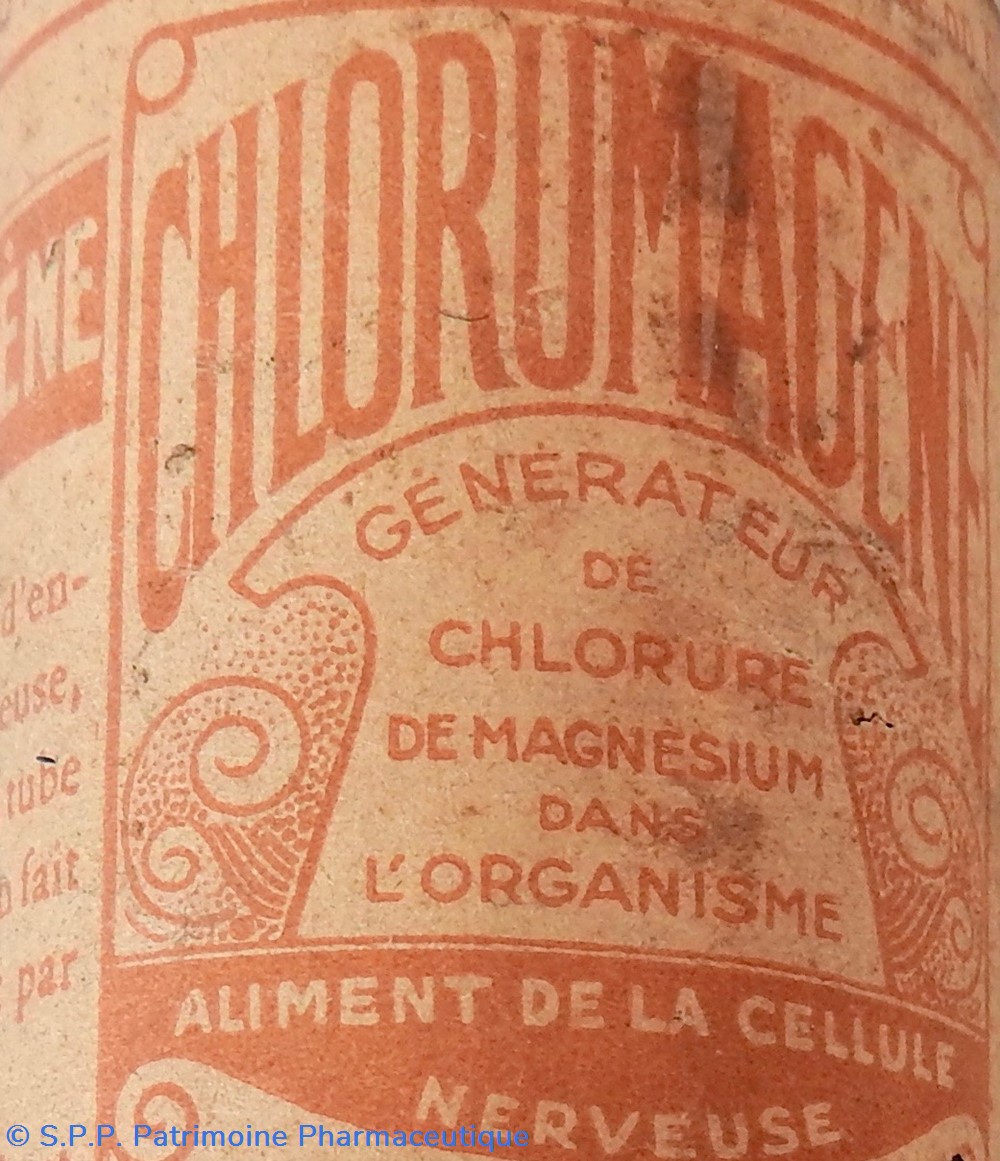 ÈNE
d'en-
euse,
tube
fait
par
CHLORUMAGÈNE
GÉNÉRATEUR
DE
CHLORURE
DE MAGNÉSIUM
DANS
L'ORGANISME
ALIMENT DE LA CELLULE
NERVEUSE
© S.P.P. Patrimoine Pharmaceutique